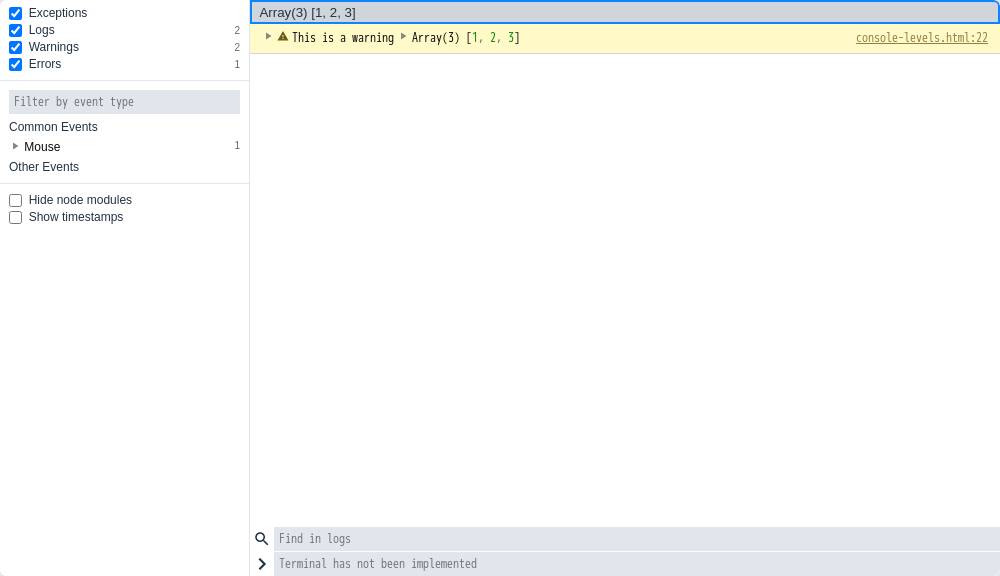 Exceptions
Logs 2
Warnings 2
Errors 1
Filter by event type
Common Events
Mouse 1
Other Events
Hide node modules
Show timestamps
Array(3) [1, 2, 3]
This is a warning Array(3) [1, 2, 3] console-levels.html:22
Find in logs
Terminal has not been implemented